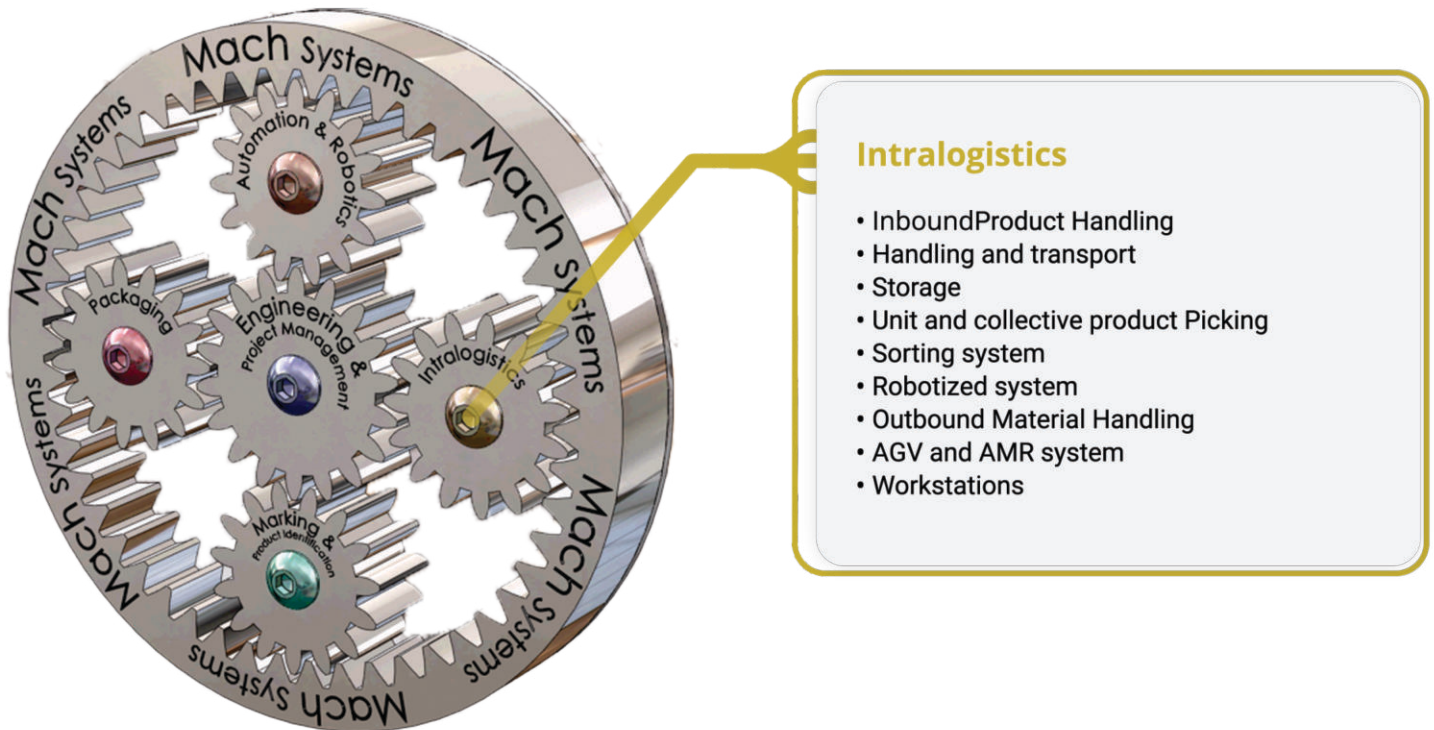 Mach Systems
Mach Systems
Mach Systems
Mach Systems
Mach Systems
Mach Systems
Mach Systems
Automation & Robotics
Packaging
Engineering &
Project Management
Intralogistics
Marking &
Product Identification
Intralogistics
• InboundProduct Handling
• Handling and transport
• Storage
• Unit and collective product Picking
• Sorting system
• Robotized system
• Outbound Material Handling
• AGV and AMR system
• Workstations